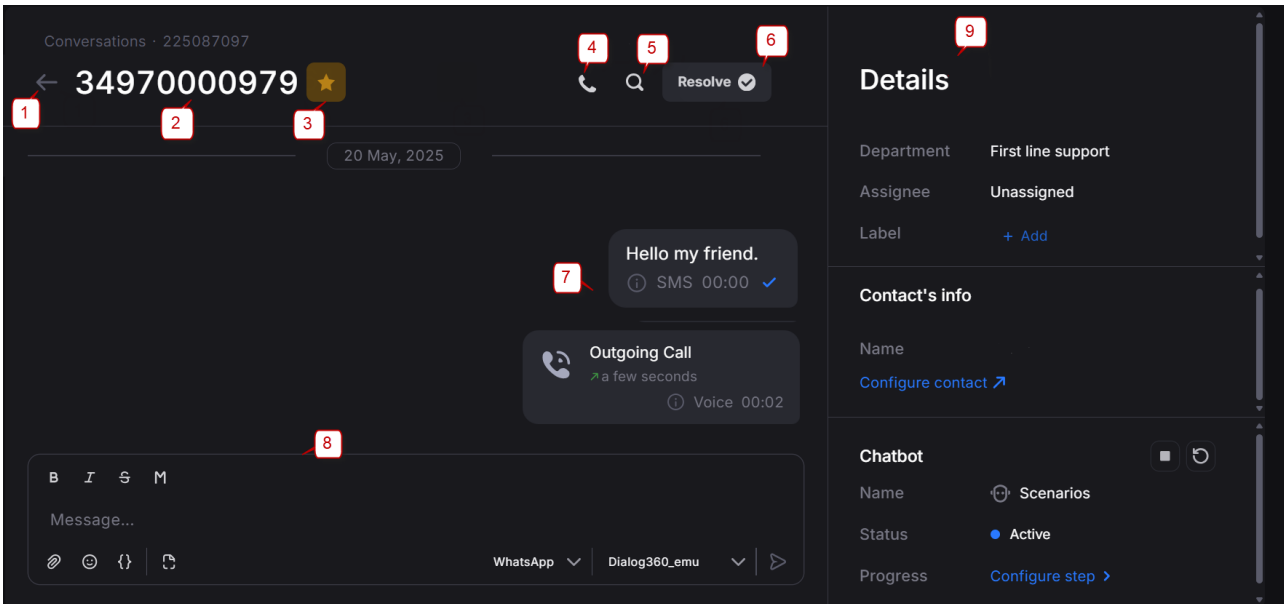 Conversations · 225087097
34970000979
1
2
3
4
5
6
Resolve
20 May, 2025
7
Hello my friend.
SMS 00:00
Outgoing Call
a few seconds
Voice 00:02
8
B I S M
Message...
{}
WhatsApp
Dialog360_emu
9
Details
Department First line support
Assignee Unassigned
Label + Add
Contact's info
Name
Configure contact
Chatbot
Name Scenarios
Status Active
Progress Configure step